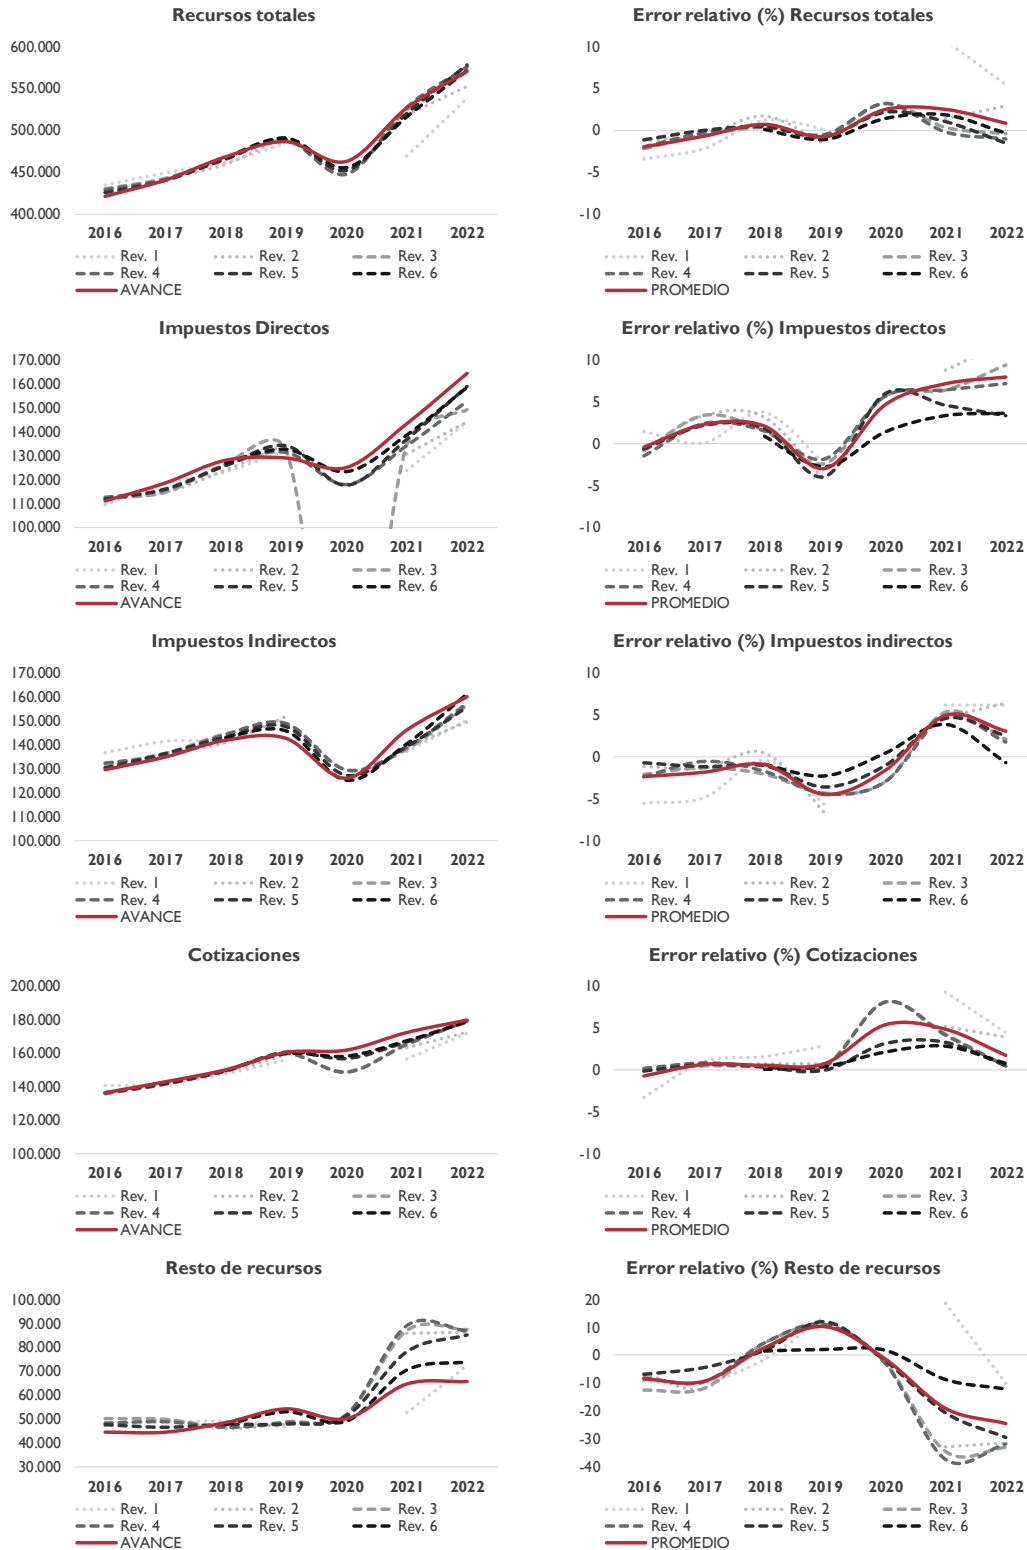 Recursos totales
600.000
550.000
500.000
450.000
400.000
2016 2017 2018 2019 2020 2021 2022
Rev. 1 Rev. 2 Rev. 3
Rev. 4 Rev. 5 Rev. 6
AVANCE
Error relativo (%) Recursos totales
10
5
0
-5
-10
2016 2017 2018 2019 2020 2021 2022
Rev. 1 Rev. 2 Rev. 3
Rev. 4 Rev. 5 Rev. 6
PROMEDIO
Impuestos Directos
170.000
160.000
150.000
140.000
130.000
120.000
110.000
100.000
2016 2017 2018 2019 2020 2021 2022
Rev. 1 Rev. 2 Rev. 3
Rev. 4 Rev. 5 Rev. 6
AVANCE
Error relativo (%) Impuestos directos
10
5
0
-5
-10
2016 2017 2018 2019 2020 2021 2022
Rev. 1 Rev. 2 Rev. 3
Rev. 4 Rev. 5 Rev. 6
PROMEDIO
Impuestos Indirectos
170.000
160.000
150.000
140.000
130.000
120.000
110.000
100.000
2016 2017 2018 2019 2020 2021 2022
Rev. 1 Rev. 2 Rev. 3
Rev. 4 Rev. 5 Rev. 6
AVANCE
Error relativo (%) Impuestos indirectos
10
5
0
-5
-10
2016 2017 2018 2019 2020 2021 2022
Rev. 1 Rev. 2 Rev. 3
Rev. 4 Rev. 5 Rev. 6
PROMEDIO
Cotizaciones
200.000
180.000
160.000
140.000
120.000
100.000
2016 2017 2018 2019 2020 2021 2022
Rev. 1 Rev. 2 Rev. 3
Rev. 4 Rev. 5 Rev. 6
AVANCE
Error relativo (%) Cotizaciones
10
5
0
-5
-10
2016 2017 2018 2019 2020 2021 2022
Rev. 1 Rev. 2 Rev. 3
Rev. 4 Rev. 5 Rev. 6
PROMEDIO
Resto de recursos
100.000
90.000
80.000
70.000
60.000
50.000
40.000
30.000
2016 2017 2018 2019 2020 2021 2022
Rev. 1 Rev. 2 Rev. 3
Rev. 4 Rev. 5 Rev. 6
AVANCE
Error relativo (%) Resto de recursos
20
10
0
-10
-20
-30
-40
2016 2017 2018 2019 2020 2021 2022
Rev. 1 Rev. 2 Rev. 3
Rev. 4 Rev. 5 Rev. 6
PROMEDIO